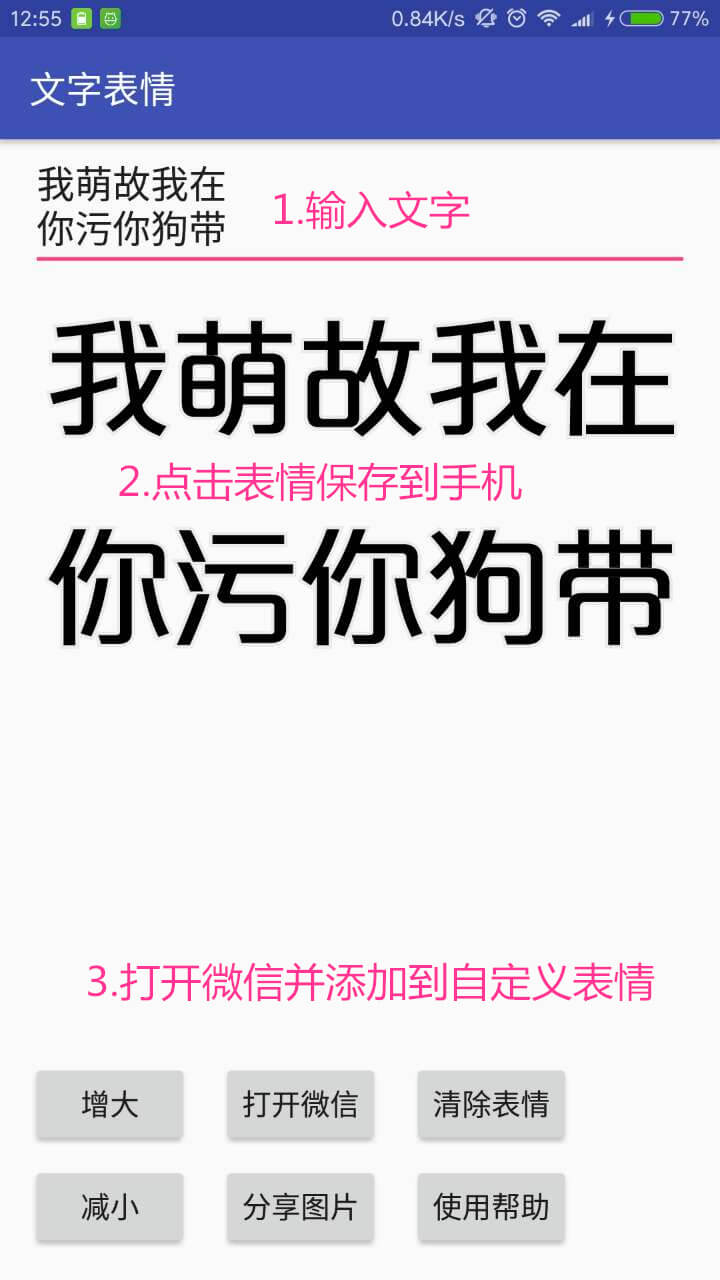 12:55 0.84K/s 77%
文字表情
我萌故我在
你污你狗带
1.输入文字
我萌故我在
2.点击表情保存到手机
你污你狗带
3.打开微信并添加到自定义表情
增大 打开微信 清除表情
减小 分享图片 使用帮助